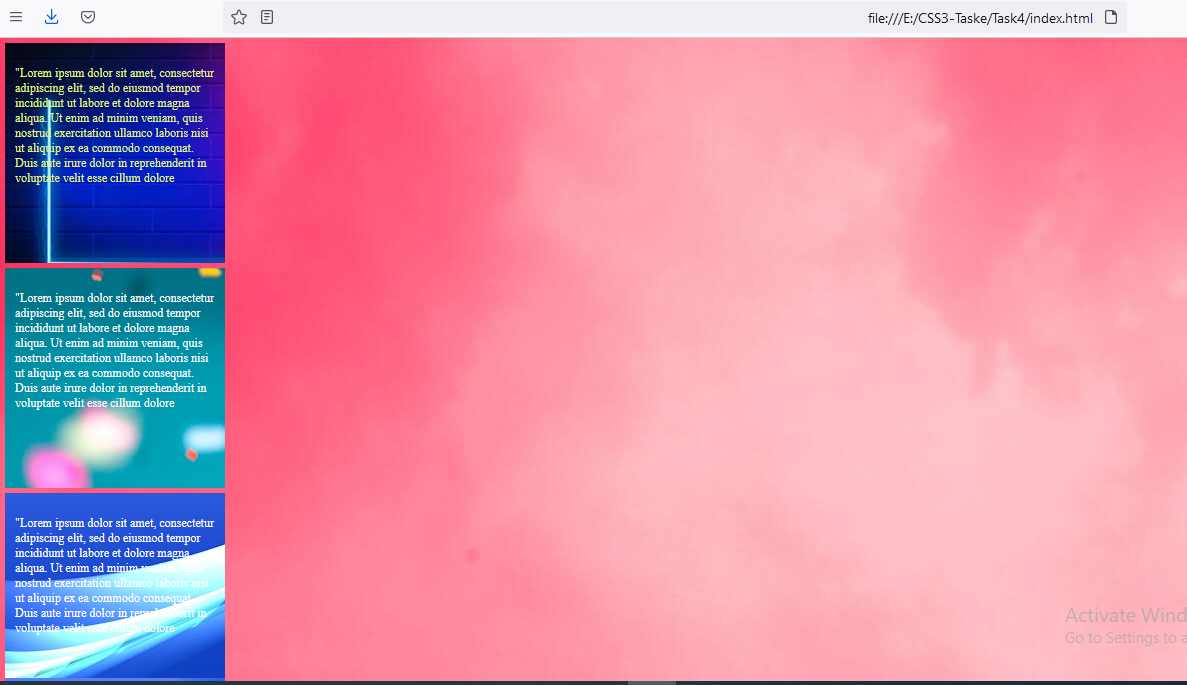 file:///E:/CSS3-Taske/Task4/index.html
"Lorem ipsum dolor sit amet, consectetur
adipiscing elit, sed do eiusmod tempor
incididunt ut labore et dolore magna
aliqua. Ut enim ad minim veniam, quis
nostrud exercitation ullamco laboris nisi
ut aliquip ex ea commodo consequat.
Duis aute irure dolor in reprehenderit in
voluptate velit esse cillum dolore
"Lorem ipsum dolor sit amet, consectetur
adipiscing elit, sed do eiusmod tempor
incididunt ut labore et dolore magna
aliqua. Ut enim ad minim veniam, quis
nostrud exercitation ullamco laboris nisi
ut aliquip ex ea commodo consequat.
Duis aute irure dolor in reprehenderit in
voluptate velit esse cillum dolore
"Lorem ipsum dolor sit amet, consectetur
adipiscing elit, sed do eiusmod tempor
incididunt ut labore et dolore magna
aliqua. Ut enim ad minim veniam, quis
nostrud exercitation ullamco laboris nisi
ut aliquip ex ea commodo consequat.
Duis aute irure dolor in reprehenderit in
voluptate velit esse cillum dolore
Activate Wind
Go to Settings to a